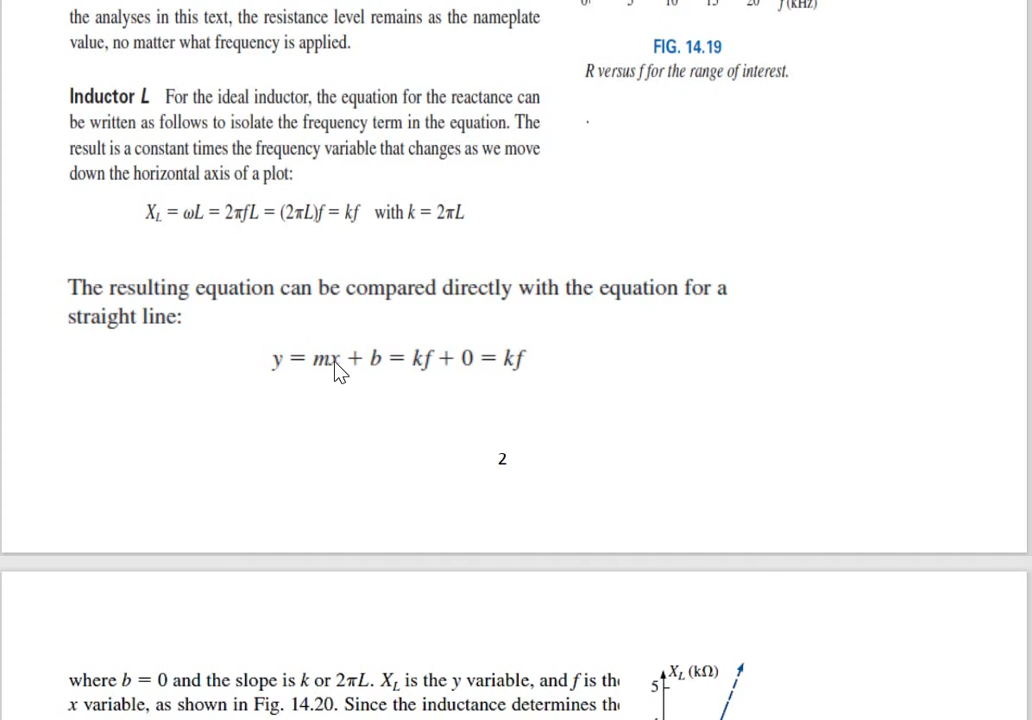 the analyses in this text, the resistance level remains as the nameplate
value, no matter what frequency is applied.
10 15 20 f (kHz)
FIG. 14.19
R versus f for the range of interest.
Inductor L For the ideal inductor, the equation for the reactance can
be written as follows to isolate the frequency term in the equation. The
result is a constant times the frequency variable that changes as we move
down the horizontal axis of a plot:
X_L = ωL = 2πfL = (2πL)f = kf with k = 2πL
The resulting equation can be compared directly with the equation for a
straight line:
y = mx + b = kf + 0 = kf
2
where b = 0 and the slope is k or 2πL. X_L is the y variable, and f is the
x variable, as shown in Fig. 14.20. Since the inductance determines the
X_L (kΩ)
5